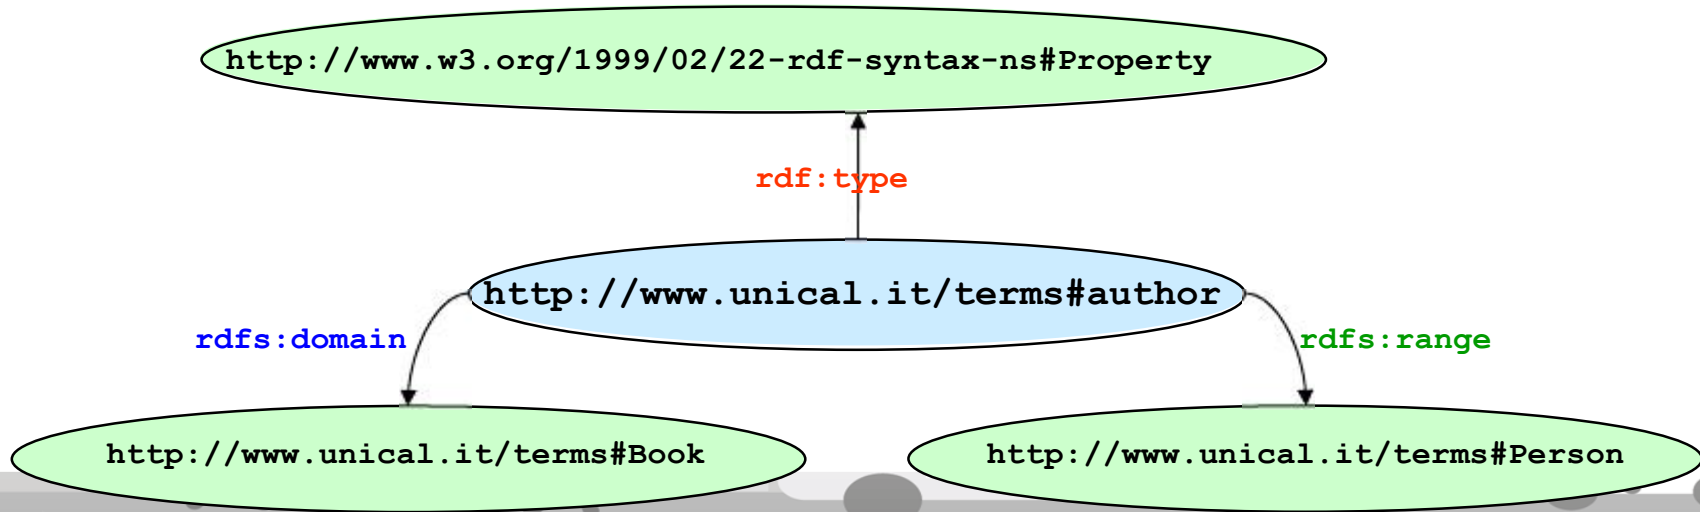 http://www.w3.org/1999/02/22-rdf-syntax-ns#Property
rdf:type
http://www.unical.it/terms#author
rdfs:domain
rdfs:range
http://www.unical.it/terms#Book
http://www.unical.it/terms#Person